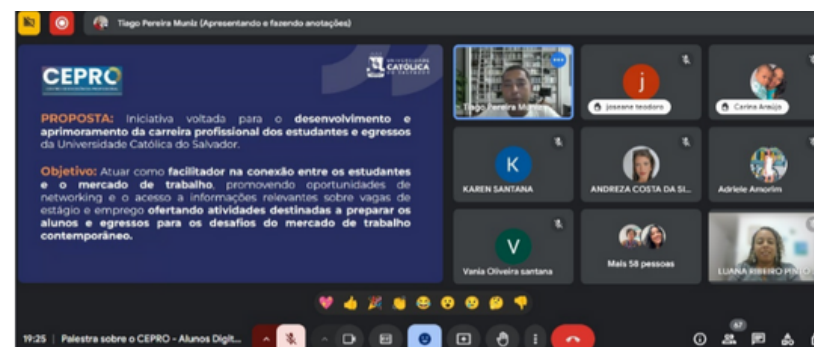 Tiago Pereira Muniz (Apresentando e fazendo anotações)
CEPRO
UNIVERSIDADE
CATÓLICA
DO SALVADOR
PROPOSTA: Iniciativa voltada para o desenvolvimento e
aprimoramento da carreira profissional dos estudantes e egressos
da Universidade Católica do Salvador.
Objetivo: Atuar como facilitador na conexão entre os estudantes
e o mercado de trabalho, promovendo oportunidades de
networking e o acesso a informações relevantes sobre vagas de
estágio e emprego ofertando atividades destinadas a preparar os
alunos e egressos para os desafios do mercado de trabalho
contemporâneo.
Tiago Pereira Muniz
j
joseane teodoro
Carina Araújo
K
KAREN SANTANA
ANDREZA COSTA DA SI...
Adriele Amorim
V
Vania Oliveira santana
Mais 58 pessoas
LUANA RIBEIRO PINTO
19:25 | Palestra sobre o CEPRO - Alunos Digit...
67